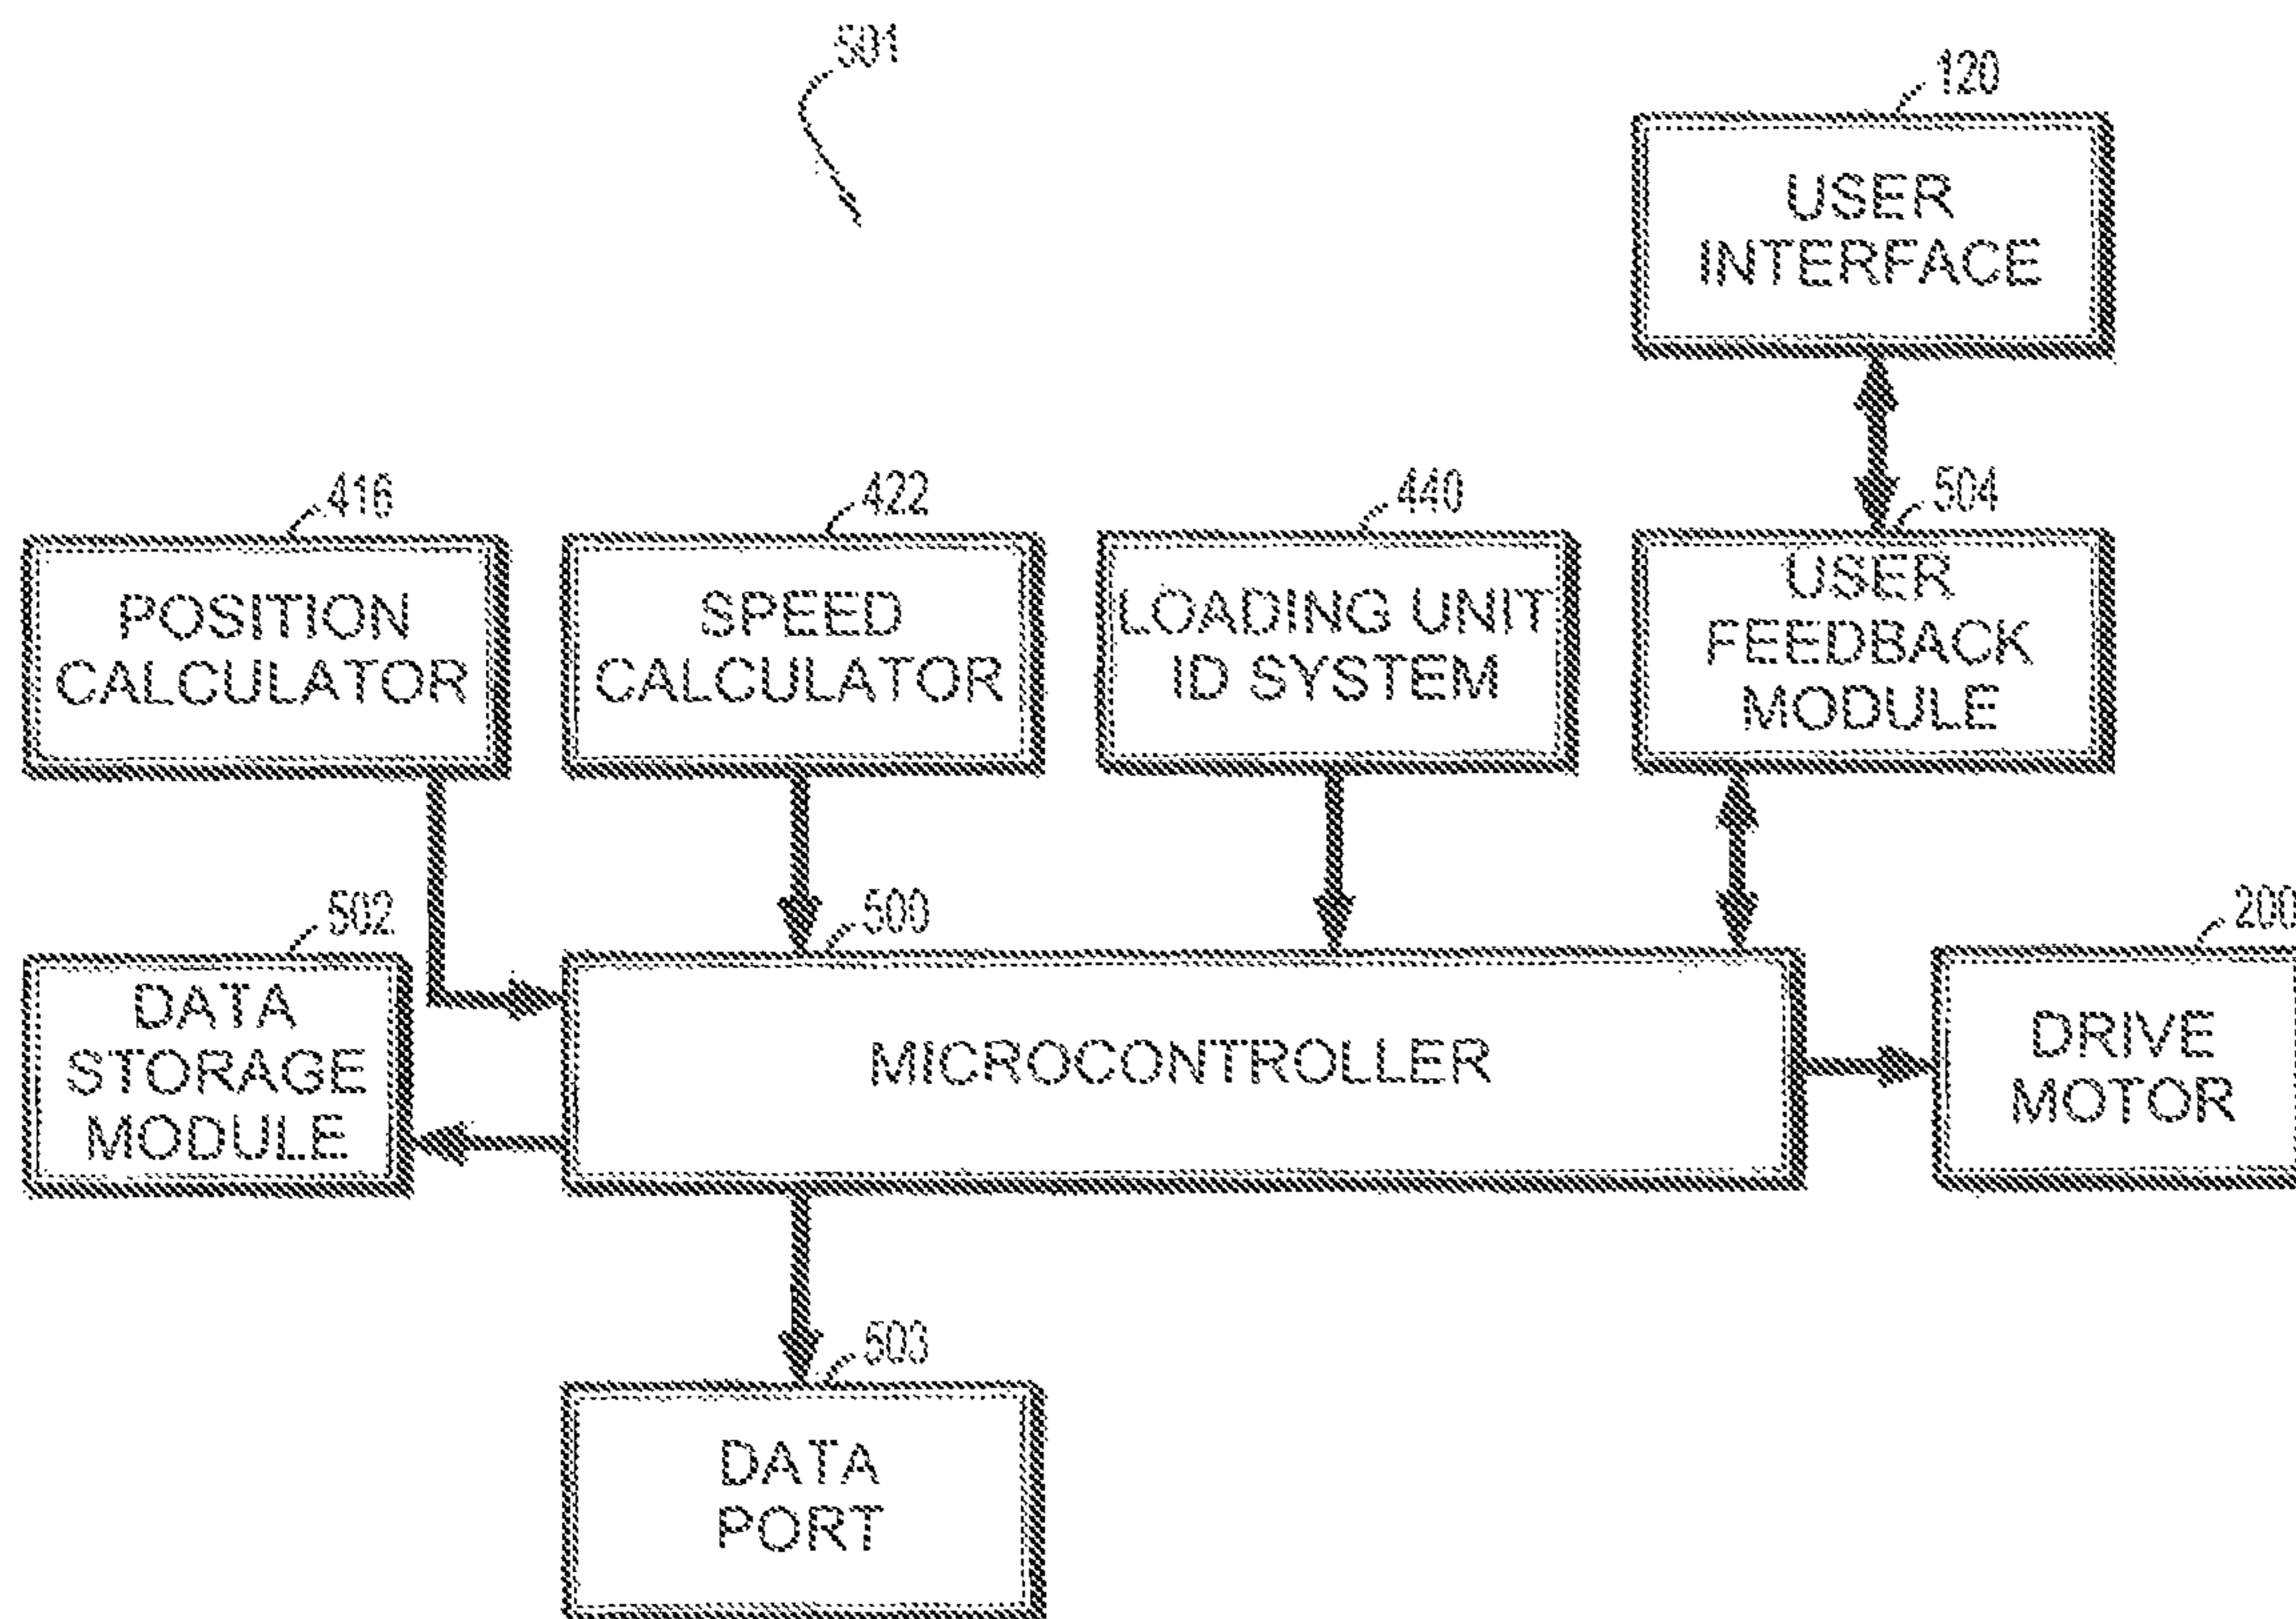 501
120
USER
INTERFACE
416
POSITION
CALCULATOR
422
SPEED
CALCULATOR
440
LOADING UNIT
ID SYSTEM
504
USER
FEEDBACK
MODULE
502
DATA
STORAGE
MODULE
500
MICROCONTROLLER
200
DRIVE
MOTOR
503
DATA
PORT